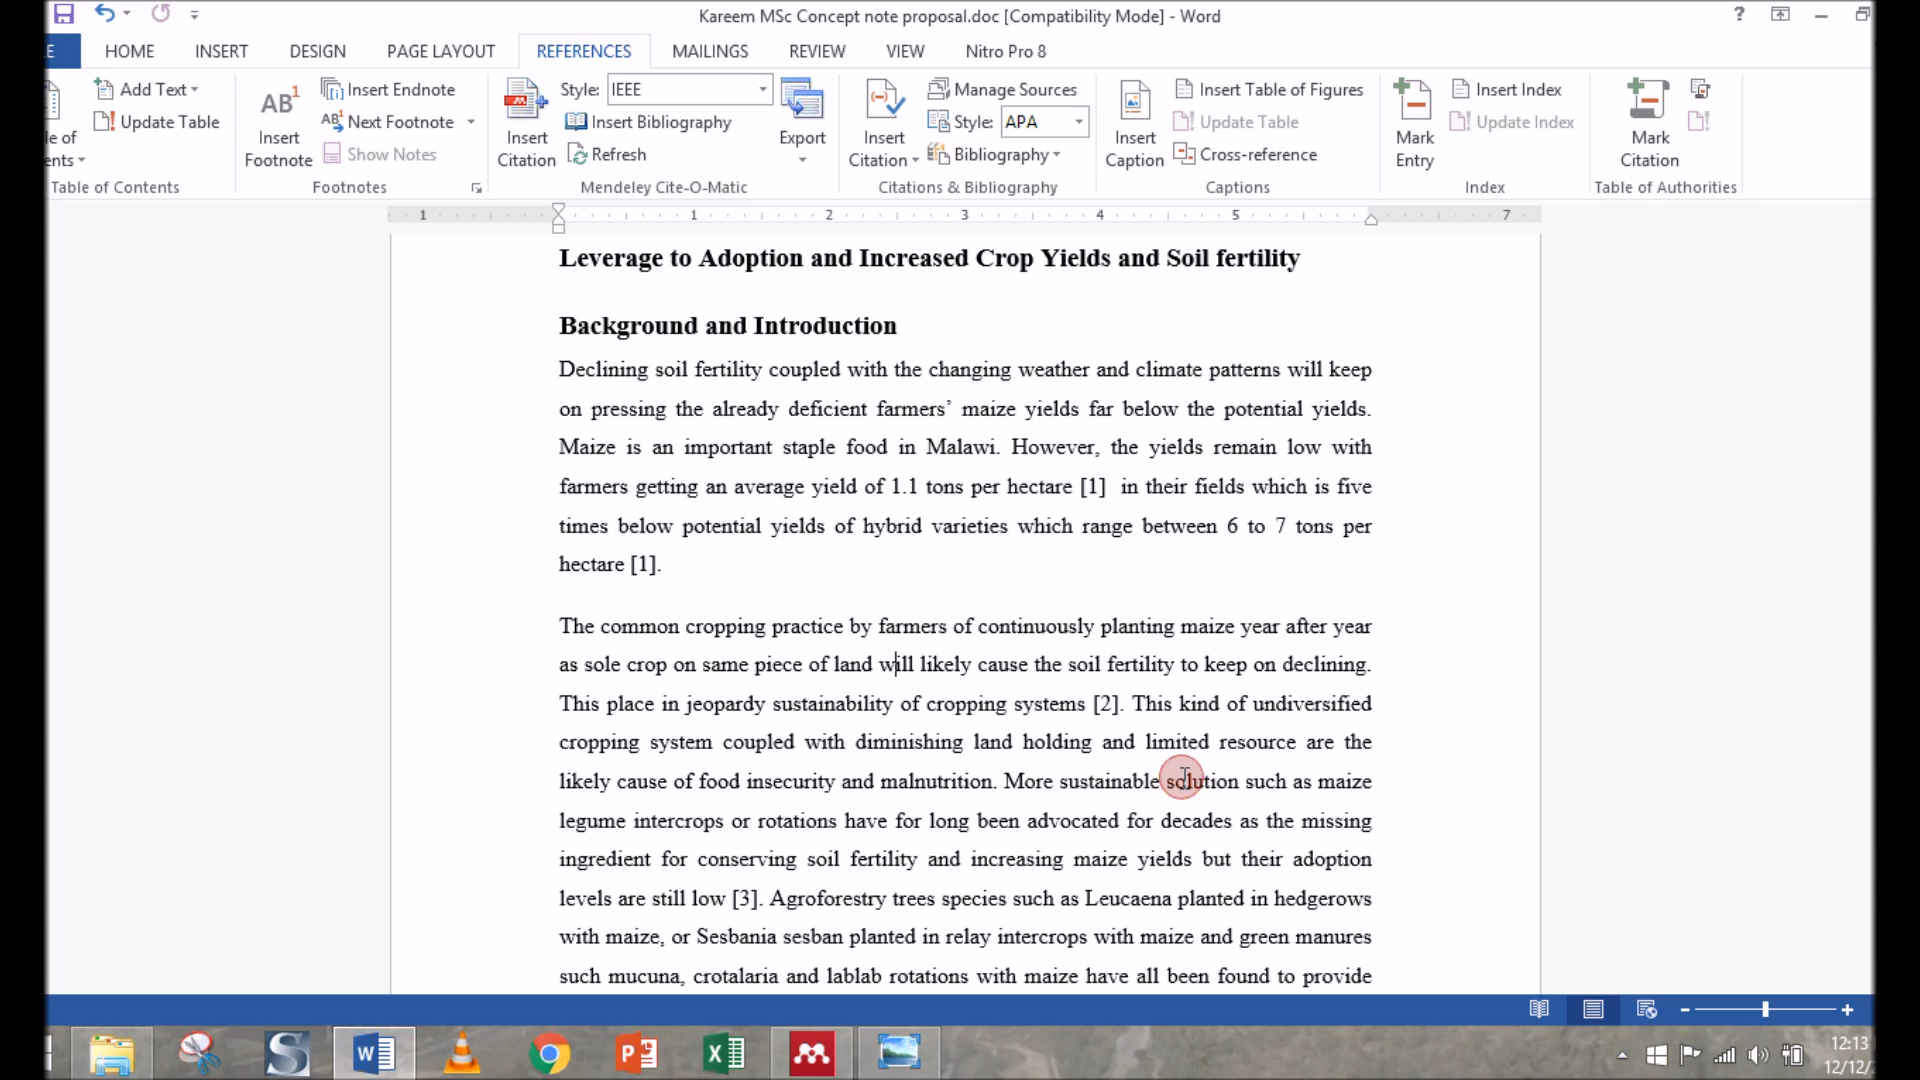 Kareem MSc Concept note proposal.doc [Compatibility Mode] - Word
?
E HOME INSERT DESIGN PAGE LAYOUT REFERENCES MAILINGS REVIEW VIEW Nitro Pro 8
Add Text
Update Table
le of
ents
Table of Contents
AB1
Insert
Footnote
Insert Endnote
AB1 Next Footnote
Show Notes
Footnotes
Insert
Citation
Style: IEEE
Insert Bibliography
Refresh
Export
Mendeley Cite-O-Matic
Insert
Citation
Manage Sources
Style: APA
Bibliography
Citations & Bibliography
Insert
Caption
Insert Table of Figures
Update Table
Cross-reference
Captions
Mark
Entry
Insert Index
Update Index
Index
Mark
Citation
Table of Authorities
1 1 2 3 4 5 7
Leverage to Adoption and Increased Crop Yields and Soil fertility
Background and Introduction
Declining soil fertility coupled with the changing weather and climate patterns will keep
on pressing the already deficient farmers’ maize yields far below the potential yields.
Maize is an important staple food in Malawi. However, the yields remain low with
farmers getting an average yield of 1.1 tons per hectare [1]  in their fields which is five
times below potential yields of hybrid varieties which range between 6 to 7 tons per
hectare [1].
The common cropping practice by farmers of continuously planting maize year after year
as sole crop on same piece of land will likely cause the soil fertility to keep on declining.
This place in jeopardy sustainability of cropping systems [2]. This kind of undiversified
cropping system coupled with diminishing land holding and limited resource are the
likely cause of food insecurity and malnutrition. More sustainable solution such as maize
legume intercrops or rotations have for long been advocated for decades as the missing
ingredient for conserving soil fertility and increasing maize yields but their adoption
levels are still low [3]. Agroforestry trees species such as Leucaena planted in hedgerows
with maize, or Sesbania sesban planted in relay intercrops with maize and green manures
such mucuna, crotalaria and lablab rotations with maize have all been found to provide
12:13
12/12/